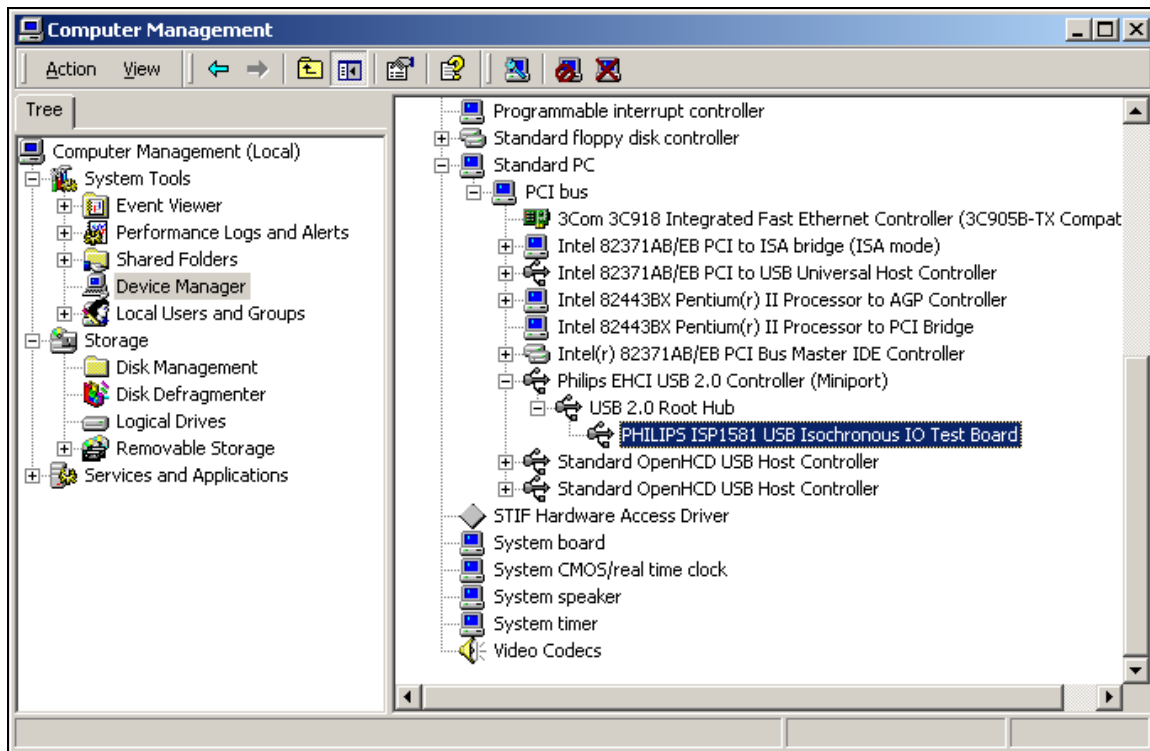 Computer Management
Action View
Tree
Computer Management (Local)
System Tools
Event Viewer
Performance Logs and Alerts
Shared Folders
Device Manager
Local Users and Groups
Storage
Disk Management
Disk Defragmenter
Logical Drives
Removable Storage
Services and Applications
Programmable interrupt controller
Standard floppy disk controller
Standard PC
PCI bus
3Com 3C918 Integrated Fast Ethernet Controller (3C905B-TX Compat
Intel 82371AB/EB PCI to ISA bridge (ISA mode)
Intel 82371AB/EB PCI to USB Universal Host Controller
Intel 82443BX Pentium(r) II Processor to AGP Controller
Intel 82443BX Pentium(r) II Processor to PCI Bridge
Intel(r) 82371AB/EB PCI Bus Master IDE Controller
Philips EHCI USB 2.0 Controller (Miniport)
USB 2.0 Root Hub
PHILIPS ISP1581 USB Isochronous IO Test Board
Standard OpenHCD USB Host Controller
Standard OpenHCD USB Host Controller
STIF Hardware Access Driver
System board
System CMOS/real time clock
System speaker
System timer
Video Codecs